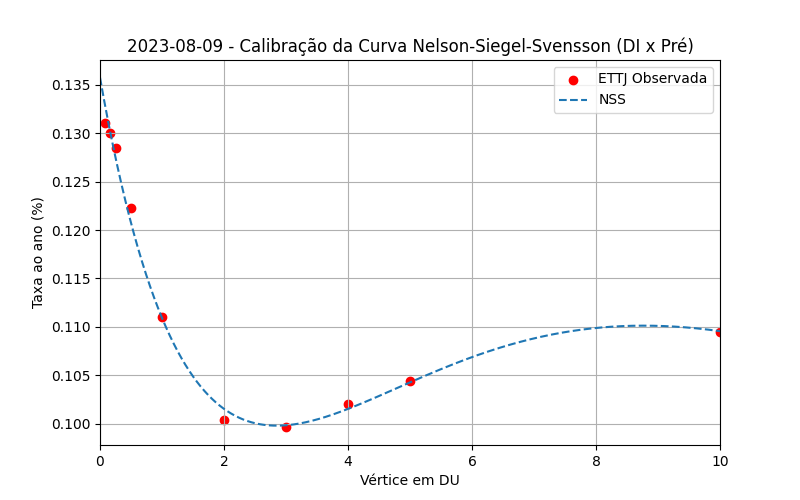 2023-08-09 - Calibração da Curva Nelson-Siegel-Svensson (DI x Pré)
ETTJ Observada
NSS
Taxa ao ano (%)
0.135
0.130
0.125
0.120
0.115
0.110
0.105
0.100
0 2 4 6 8 10
Vértice em DU